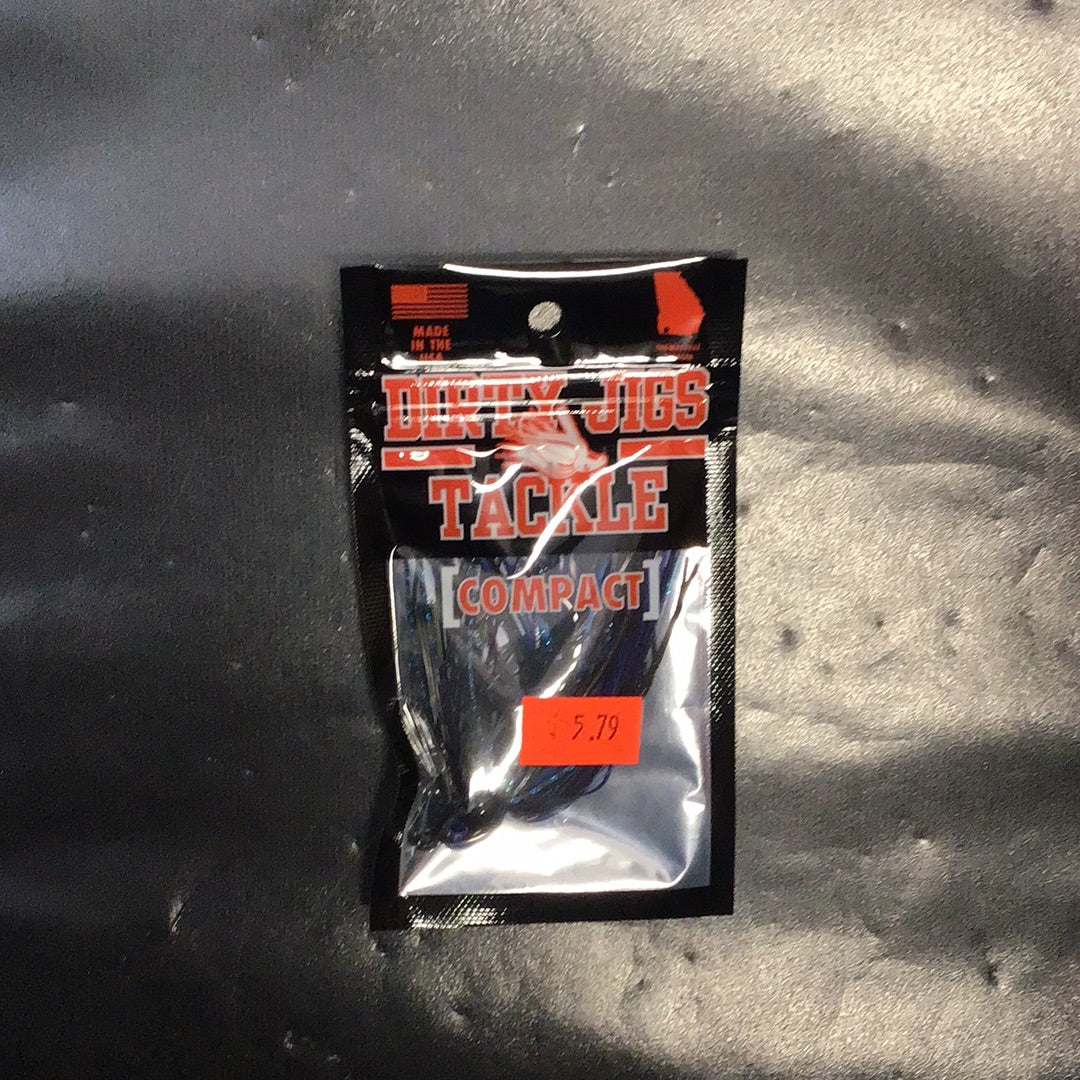 MADE
IN THE
USA
DIRTY JIGS
TACKLE
[COMPACT]
5.79